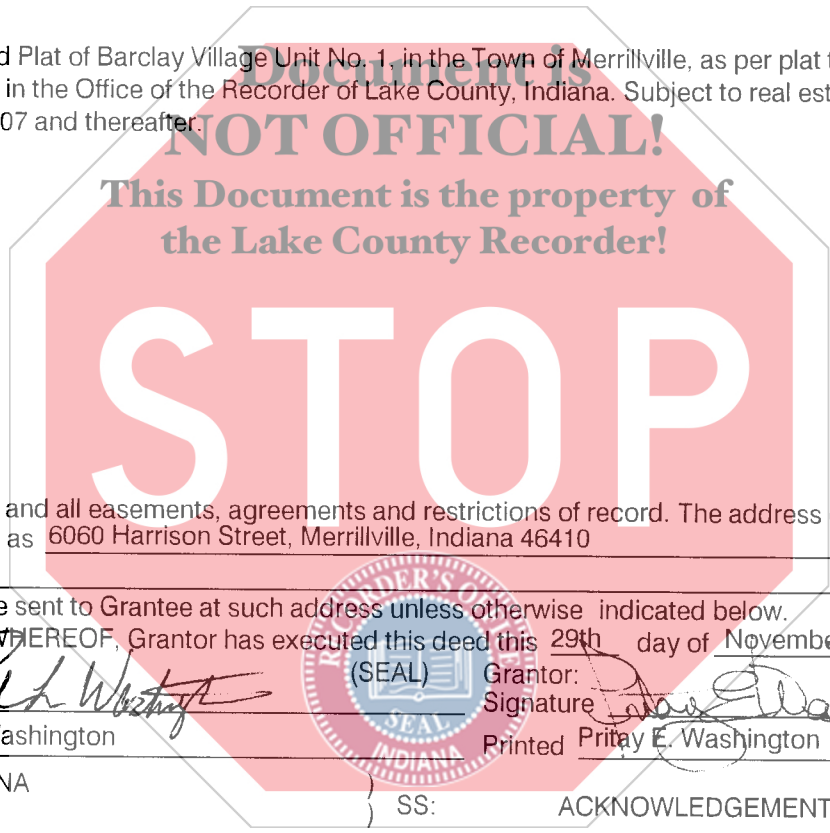 d Plat of Barclay Village Unit No. 1, in the Town of Merrillville, as per plat t
Document is
in the Office of the Recorder of Lake County, Indiana. Subject to real est
07 and thereafter.
NOT OFFICIAL!
This Document is the property of
the Lake County Recorder!
STOP
and all easements, agreements and restrictions of record. The address
as 6060 Harrison Street, Merrillville, Indiana 46410
e sent to Grantee at such address unless otherwise indicated below.
WHEREOF, Grantor has executed this deed this 29th day of Novembe
(SEAL) Grantor:
Signature
ashington Printed Pritay E. Washington
NA
SS: ACKNOWLEDGEMENT
RECORDER'S OF THE
SEAL
INDIANA